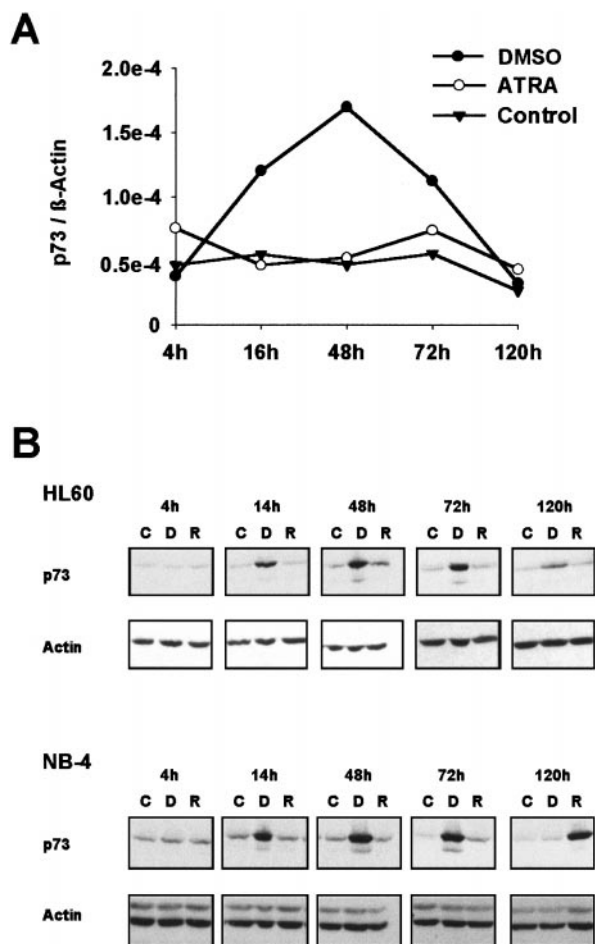 A
DMSO
ATRA
Control
p73 / ß-Actin
2.0e-4
1.5e-4
1.0e-4
0.5e-4
0
4h 16h 48h 72h 120h
B
HL60
4h 14h 48h 72h 120h
C D R C D R C D R C D R C D R
p73
Actin
NB-4
4h 14h 48h 72h 120h
C D R C D R C D R C D R C D R
p73
Actin